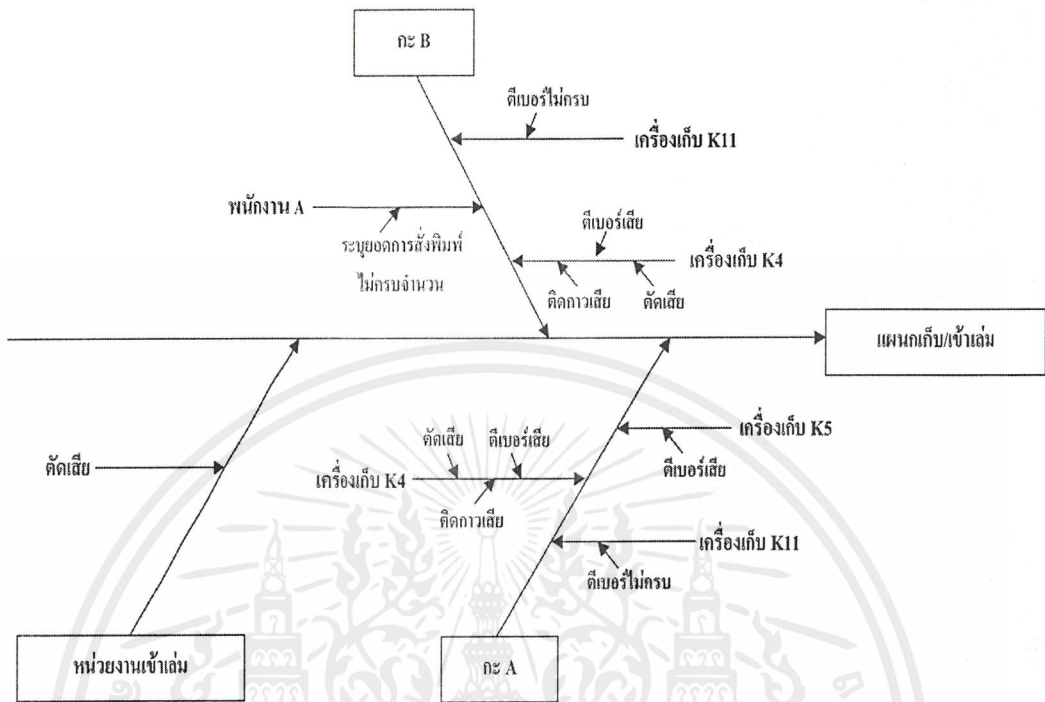 กะ B
ตีเบอร์ไม่ครบ
เครื่องเก็บ K11
พนักงาน A
ระบุยอดการสั่งพิมพ์
ไม่ครบจำนวน
ตีเบอร์เสีย
เครื่องเก็บ K4
ติดกาวเสีย
ตัดเสีย
แผนกเก็บ/เข้าเล่ม
เครื่องเก็บ K5
ตีเบอร์เสีย
ตัดเสีย
ตีเบอร์เสีย
เครื่องเก็บ K4
ติดกาวเสีย
ตัดเสีย
เครื่องเก็บ K11
ตีเบอร์ไม่ครบ
หน่วยงานเข้าเล่ม
กะ A